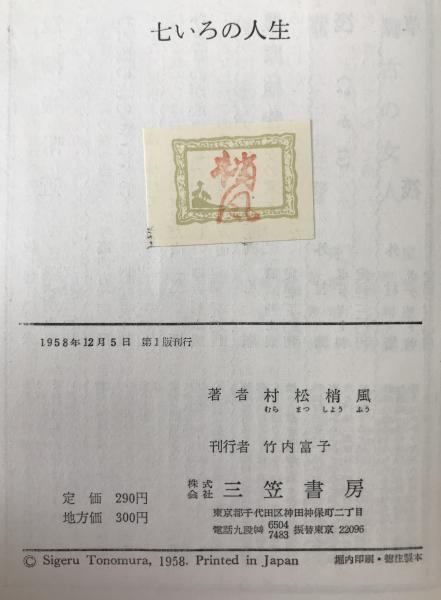 七いろの人生
梢風
1958年12月5日 第1版刊行
著者 村松梢風
むら まつ しよう ふう
刊行者 竹内富子
株式会社 三笠書房
定価 290円
東京都千代田区神田神保町二丁目
地方価 300円
電話九段㈹ 6504 7483 振替東京 22096
© Sigeru Tonomura, 1958. Printed in Japan
堀内印刷・徳住製本